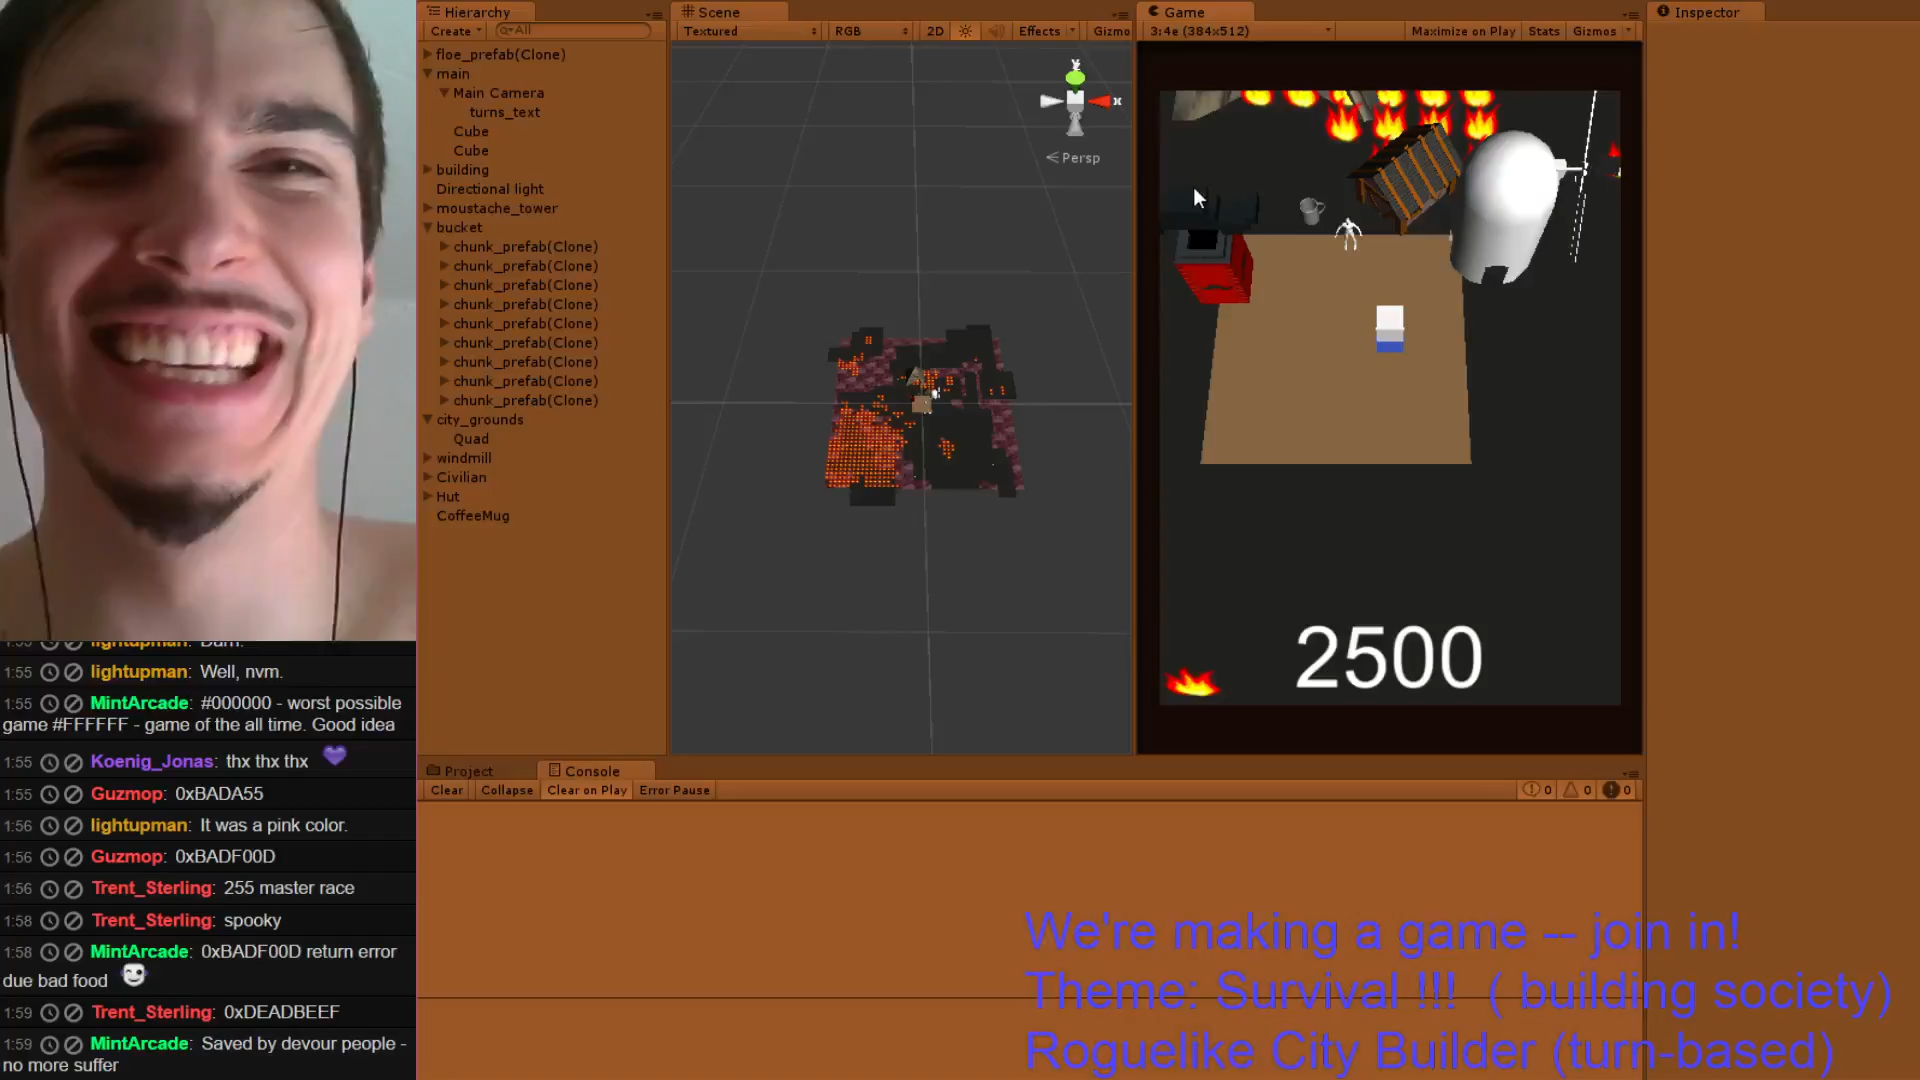 Hierarchy
Create
All
floe_prefab(Clone)
main
Main Camera
turns_text
Cube
Cube
building
Directional light
moustache_tower
bucket
chunk_prefab(Clone)
chunk_prefab(Clone)
chunk_prefab(Clone)
chunk_prefab(Clone)
chunk_prefab(Clone)
chunk_prefab(Clone)
chunk_prefab(Clone)
chunk_prefab(Clone)
chunk_prefab(Clone)
city_grounds
Quad
windmill
Civilian
Hut
CoffeeMug
Scene
Textured RGB 2D Effects Gizmo
y
x
Persp
Game
3:4e (384x512) Maximize on Play Stats Gizmos
2500
Inspector
Project Console
Clear Collapse Clear on Play Error Pause 0 0 0
We're making a game -- join in!
Theme: Survival !!! ( building society)
Roguelike City Builder (turn-based)
1:55 lightupman: Darn.
1:55 lightupman: Well, nvm.
1:55 MintArcade: #000000 - worst possible
game #FFFFFF - game of the all time. Good idea
1:55 Koenig_Jonas: thx thx thx
1:55 Guzmop: 0xBADA55
1:56 lightupman: It was a pink color.
1:56 Guzmop: 0xBADF00D
1:56 Trent_Sterling: 255 master race
1:58 Trent_Sterling: spooky
1:58 MintArcade: 0xBADF00D return error
due bad food
1:59 Trent_Sterling: 0xDEADBEEF
1:59 MintArcade: Saved by devour people -
no more suffer